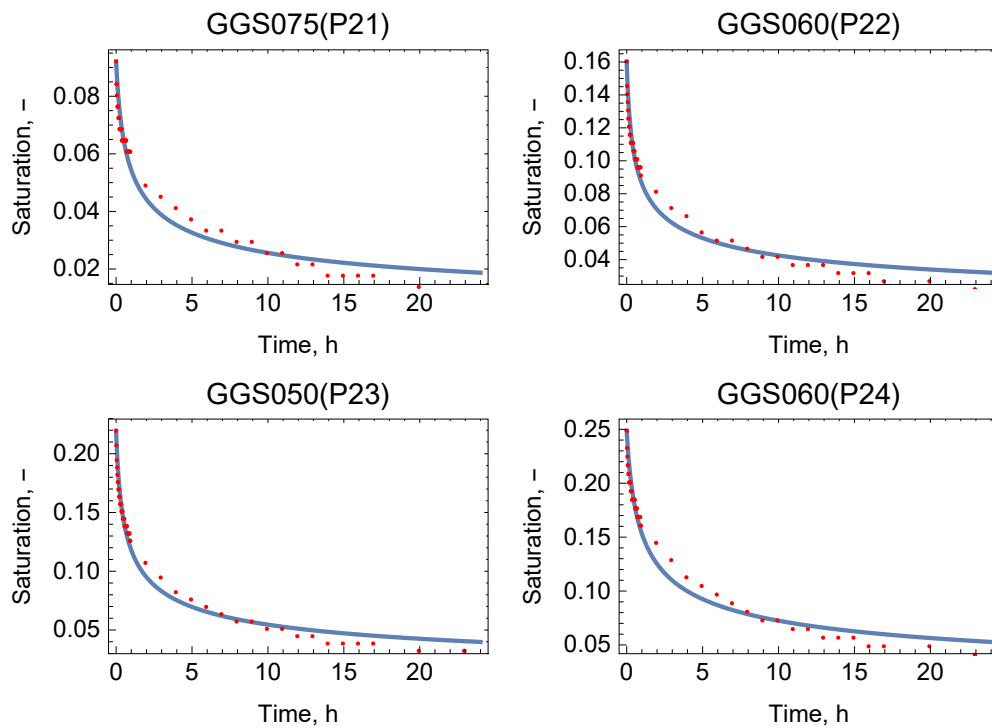 GGS075(P21)
Saturation, –
0.08
0.06
0.04
0.02
0 5 10 15 20
Time, h
GGS060(P22)
Saturation, –
0.16
0.14
0.12
0.10
0.08
0.06
0.04
0 5 10 15 20
Time, h
GGS050(P23)
Saturation, –
0.20
0.15
0.10
0.05
0 5 10 15 20
Time, h
GGS060(P24)
Saturation, –
0.25
0.20
0.15
0.10
0.05
0 5 10 15 20
Time, h